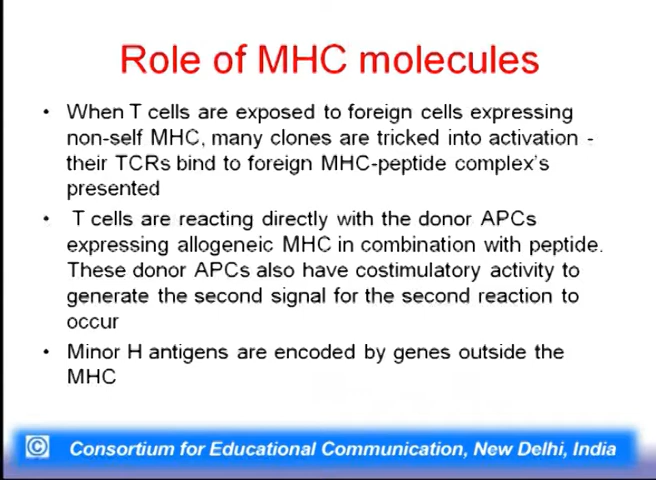 Role of MHC molecules
• When T cells are exposed to foreign cells expressing
non-self MHC, many clones are tricked into activation -
their TCRs bind to foreign MHC-peptide complex's
presented
• T cells are reacting directly with the donor APCs
expressing allogeneic MHC in combination with peptide.
These donor APCs also have costimulatory activity to
generate the second signal for the second reaction to
occur
• Minor H antigens are encoded by genes outside the
MHC
© Consortium for Educational Communication, New Delhi, India